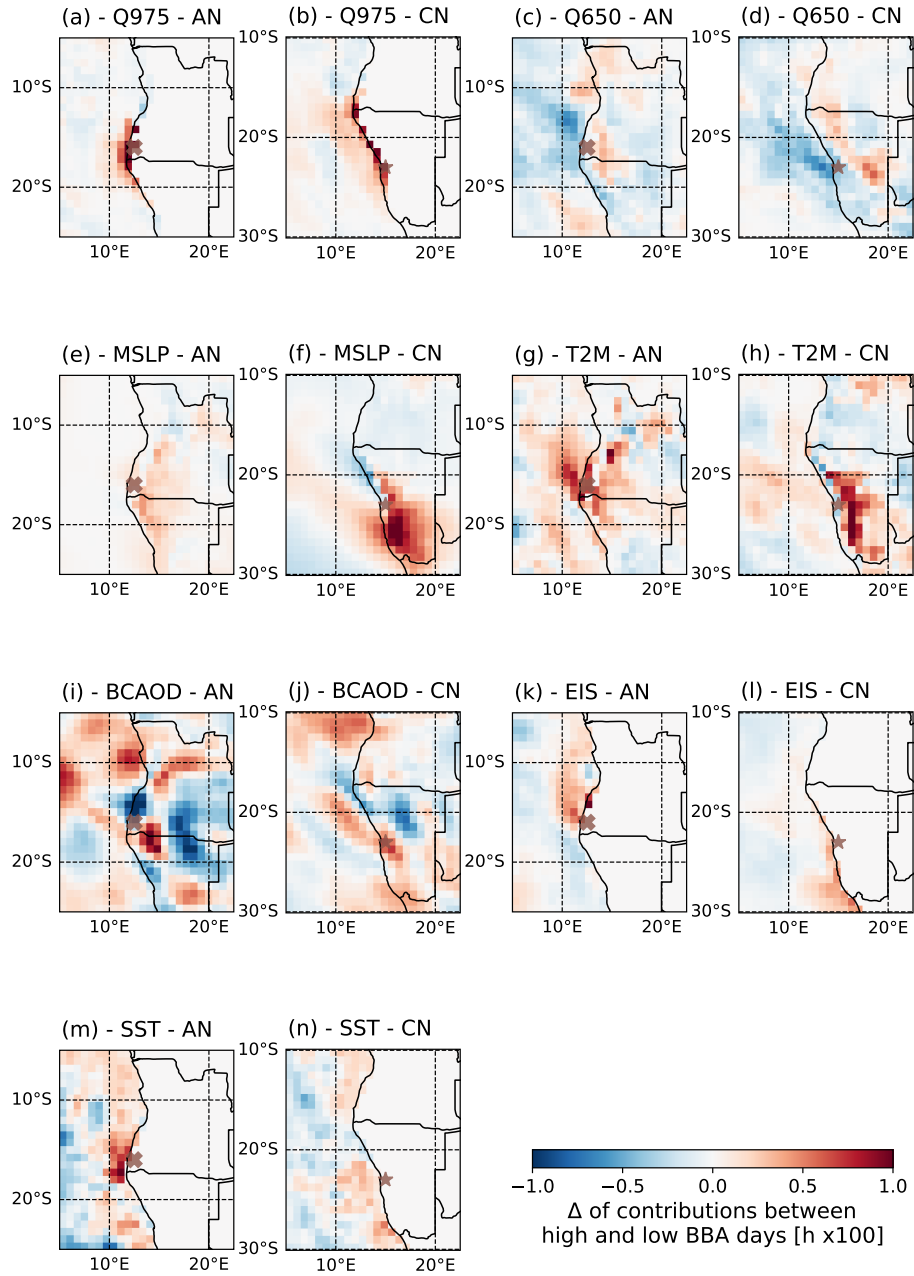 (a) - Q975 - AN
(b) - Q975 - CN
(c) - Q650 - AN
(d) - Q650 - CN
10°S
20°S
10°E 20°E
10°S
20°S
30°S
10°E 20°E
10°S
20°S
10°E 20°E
10°S
20°S
30°S
10°E 20°E
(e) - MSLP - AN
(f) - MSLP - CN
(g) - T2M - AN
(h) - T2M - CN
10°S
20°S
10°E 20°E
10°S
20°S
30°S
10°E 20°E
10°S
20°S
10°E 20°E
10°S
20°S
30°S
10°E 20°E
(i) - BCAOD - AN
(j) - BCAOD - CN
(k) - EIS - AN
(l) - EIS - CN
10°S
20°S
10°E 20°E
10°S
20°S
30°S
10°E 20°E
10°S
20°S
10°E 20°E
10°S
20°S
30°S
10°E 20°E
(m) - SST - AN
(n) - SST - CN
10°S
20°S
10°E 20°E
10°S
20°S
30°S
10°E 20°E
−1.0 −0.5 0.0 0.5 1.0
Δ of contributions between
high and low BBA days [h x100]